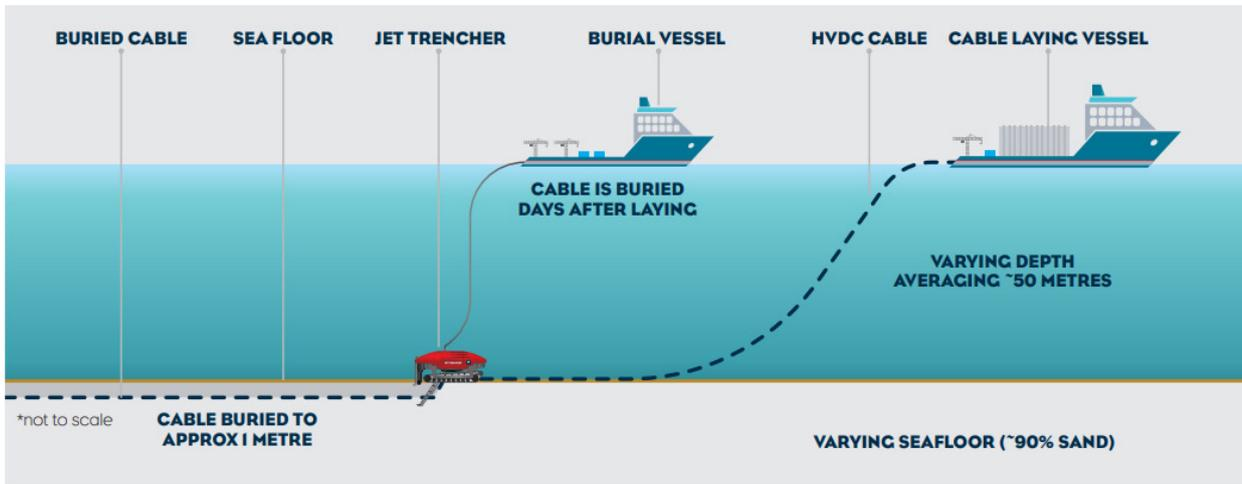 BURIED CABLE
SEA FLOOR
JET TRENCHER
BURIAL VESSEL
HVDC CABLE
CABLE LAYING VESSEL
CABLE IS BURIED
DAYS AFTER LAYING
VARYING DEPTH
AVERAGING ~50 METRES
*not to scale
CABLE BURIED TO
APPROX 1 METRE
VARYING SEAFLOOR (~90% SAND)